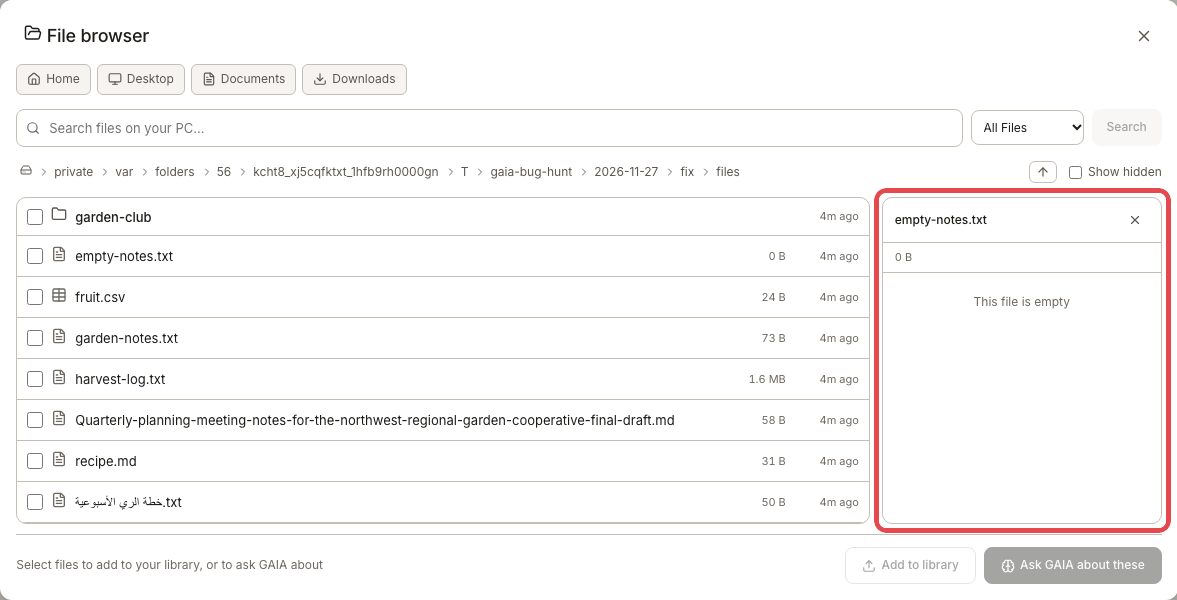 File browser
Home Desktop Documents Downloads
Search files on your PC... All Files Search
private > var > folders > 56 > kcht8_xj5cqfktxt_1hfb9rh0000gn > T > gaia-bug-hunt > 2026-11-27 > fix > files Show hidden
garden-club 4m ago
empty-notes.txt 0 B 4m ago
fruit.csv 24 B 4m ago
garden-notes.txt 73 B 4m ago
harvest-log.txt 1.6 MB 4m ago
Quarterly-planning-meeting-notes-for-the-northwest-regional-garden-cooperative-final-draft.md 58 B 4m ago
recipe.md 31 B 4m ago
خطة الري الأسبوعية.txt 50 B 4m ago
empty-notes.txt
0 B
This file is empty
Select files to add to your library, or to ask GAIA about Add to library Ask GAIA about these